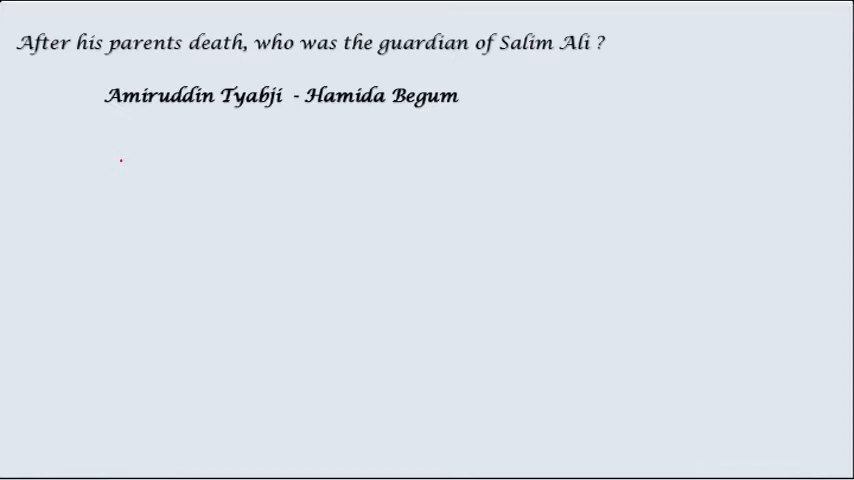 After his parents death, who was the guardian of Salim Ali ?
Amiruddin Tyabji - Hamida Begum